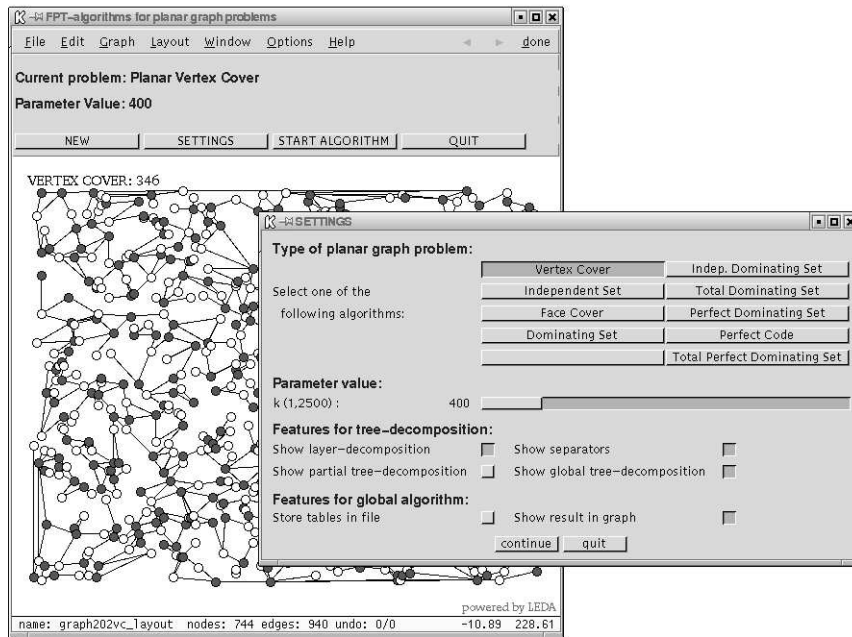 FPT-algorithms for planar graph problems
File Edit Graph Layout Window Options Help done
Current problem: Planar Vertex Cover
Parameter Value: 400
NEW SETTINGS START ALGORITHM QUIT
VERTEX COVER: 346
SETTINGS
Type of planar graph problem:
Vertex Cover Indep. Dominating Set
Select one of the Independent Set Total Dominating Set
following algorithms: Face Cover Perfect Dominating Set
Dominating Set Perfect Code
Total Perfect Dominating Set
Parameter value:
k (1,2500) : 400
Features for tree-decomposition:
Show layer-decomposition Show separators
Show partial tree-decomposition Show global tree-decomposition
Features for global algorithm:
Store tables in file Show result in graph
continue quit
powered by LEDA
name: graph202vc_layout nodes: 744 edges: 940 undo: 0/0 -10.89 228.61